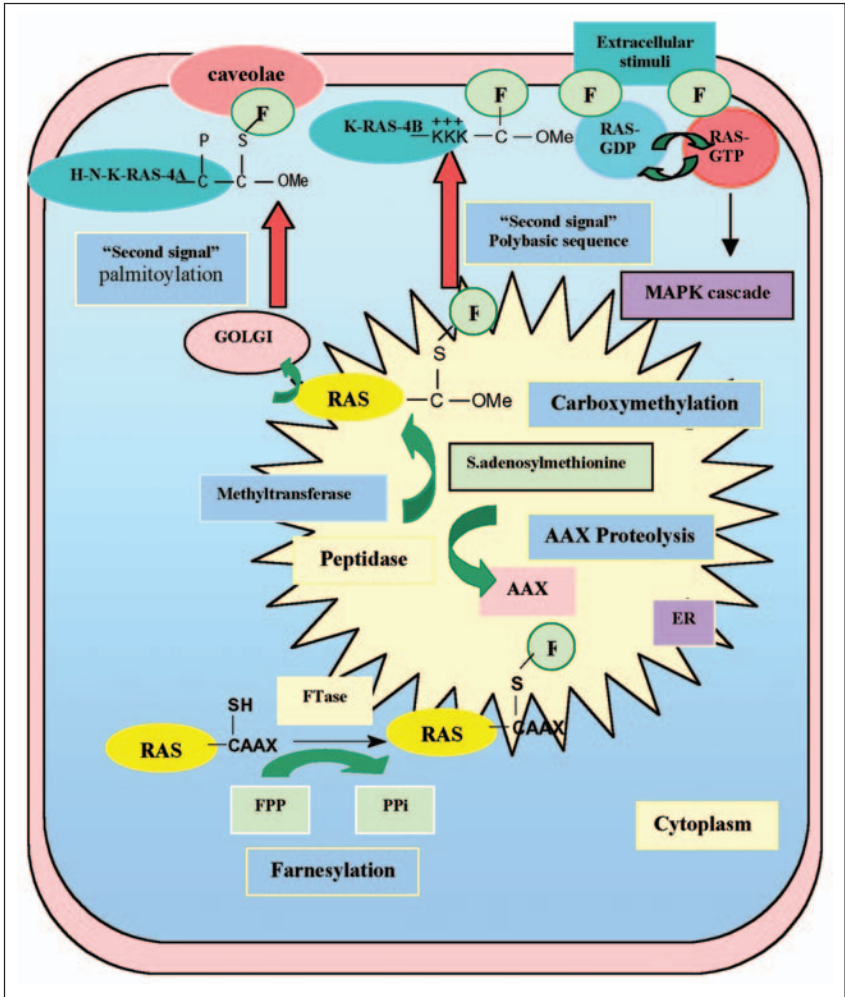 Extracellular
stimuli
caveolae
F
F
F
F
P
S
K-RAS-4B
+++
KKK
C
OMe
RAS-
GDP
RAS-
GTP
H-N-K-RAS-4A
C
C
OMe
"Second signal"
palmitoylation
"Second signal"
Polybasic sequence
MAPK cascade
GOLGI
F
S
RAS
C
OMe
Carboxymethylation
S.adenosylmethionine
Methyltransferase
AAX Proteolysis
Peptidase
AAX
ER
F
S
FTase
SH
RAS
CAAX
RAS
CAAX
FPP
PPi
Cytoplasm
Farnesylation